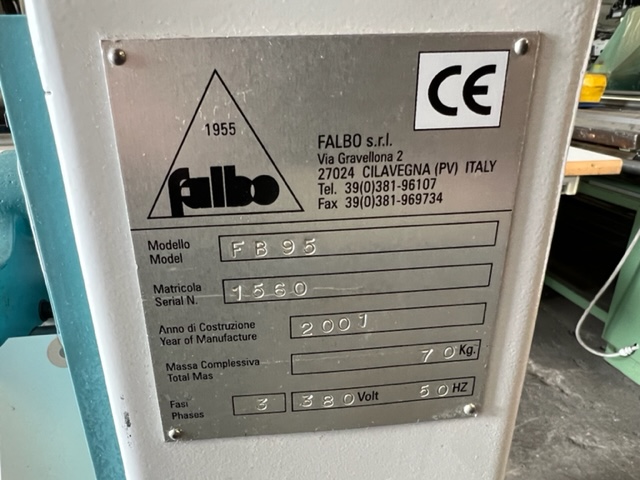 1955
falbo
CE
FALBO s.r.l.
Via Gravellona 2
27024 CILAVEGNA (PV) ITALY
Tel. 39(0)381-96107
Fax 39(0)381-969734
Modello
Model
FB95
Matricola
Serial N.
1560
Anno di Costruzione
Year of Manufacture
2001
Massa Complessiva
Total Mas
70 Kg.
Fasi
Phases
3 380 Volt 50 HZ